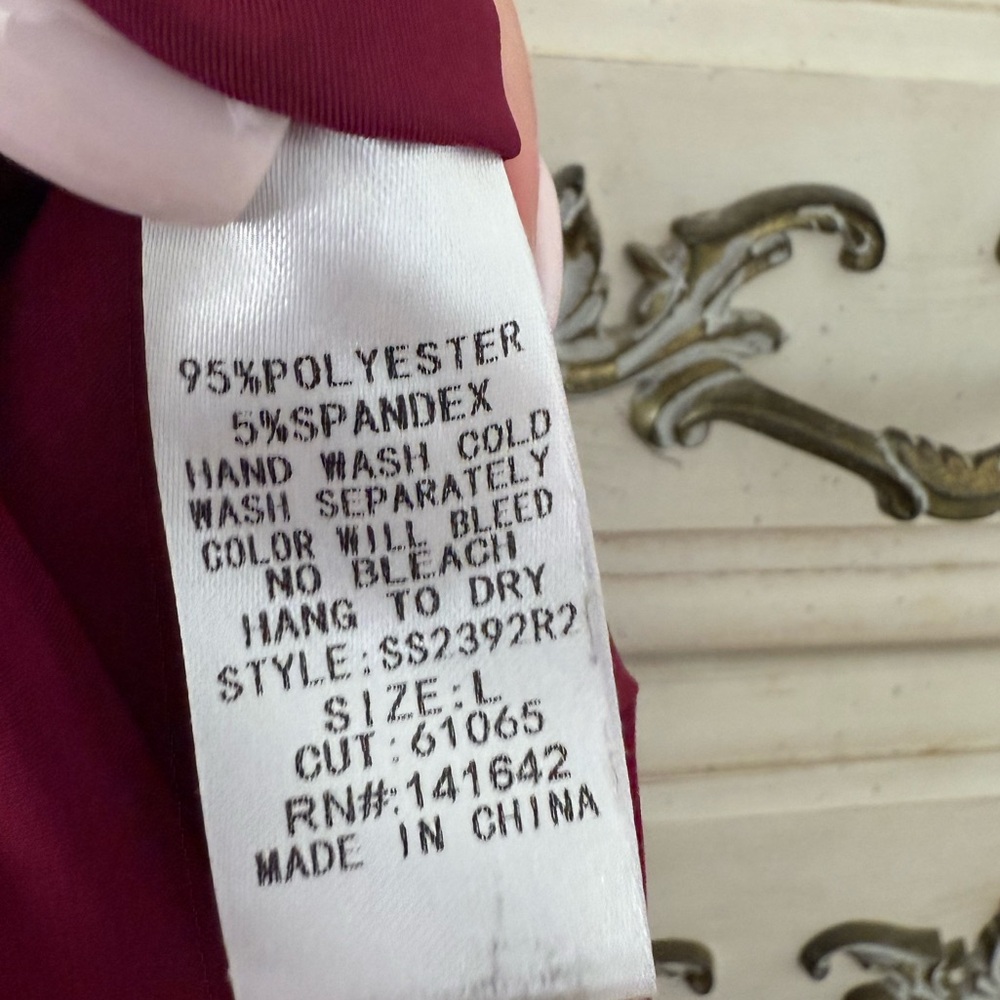 95%POLYESTER
5%SPANDEX
HAND WASH COLD
WASH SEPARATELY
COLOR WILL BLEED
NO BLEACH
HANG TO DRY
STYLE:SS2392R2
SIZE:L
CUT:61065
RN#:141642
MADE IN CHINA